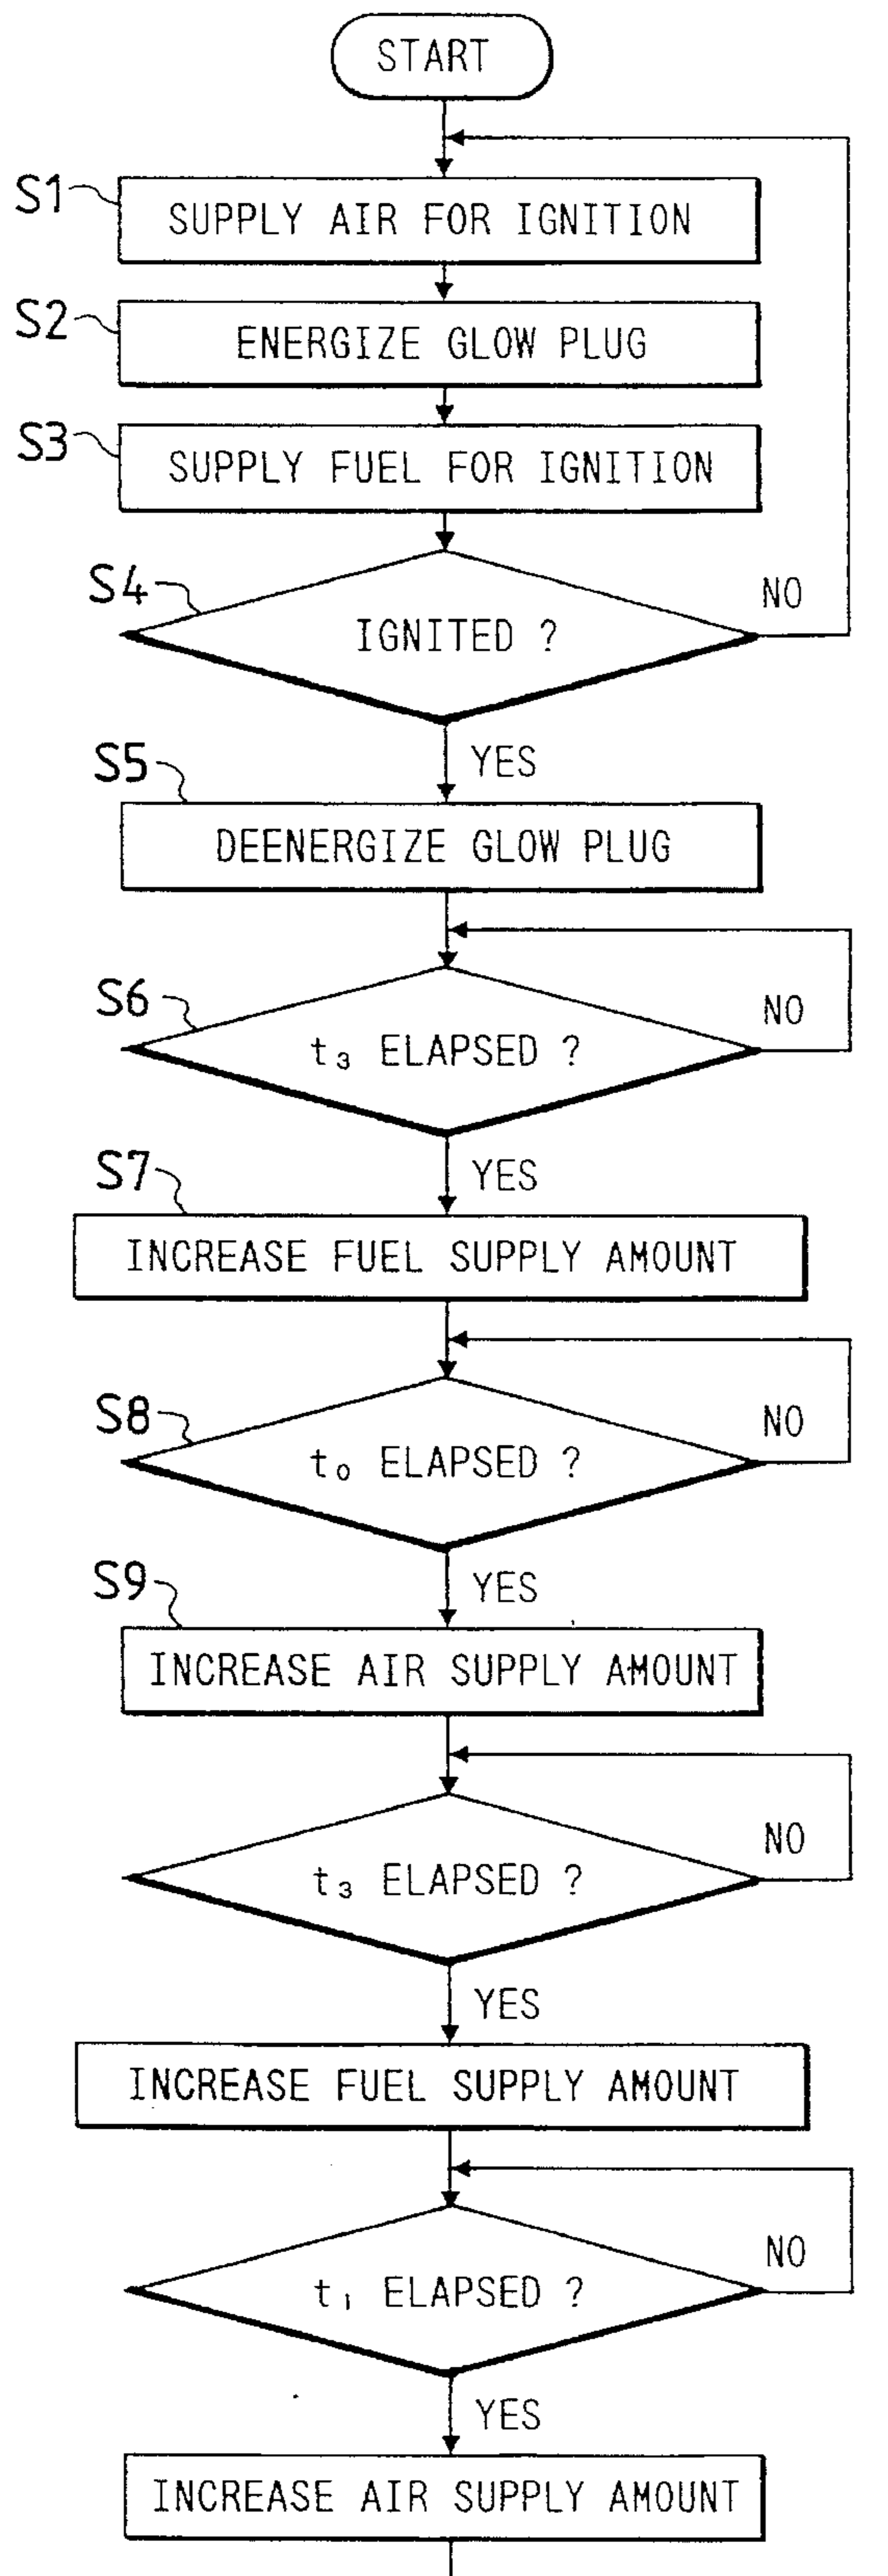 START
S1
SUPPLY AIR FOR IGNITION
S2
ENERGIZE GLOW PLUG
S3
SUPPLY FUEL FOR IGNITION
S4
IGNITED ?
NO
YES
S5
DEENERGIZE GLOW PLUG
S6
t₃ ELAPSED ?
NO
YES
S7
INCREASE FUEL SUPPLY AMOUNT
S8
t₀ ELAPSED ?
NO
YES
S9
INCREASE AIR SUPPLY AMOUNT
t₃ ELAPSED ?
NO
YES
INCREASE FUEL SUPPLY AMOUNT
t₁ ELAPSED ?
NO
YES
INCREASE AIR SUPPLY AMOUNT